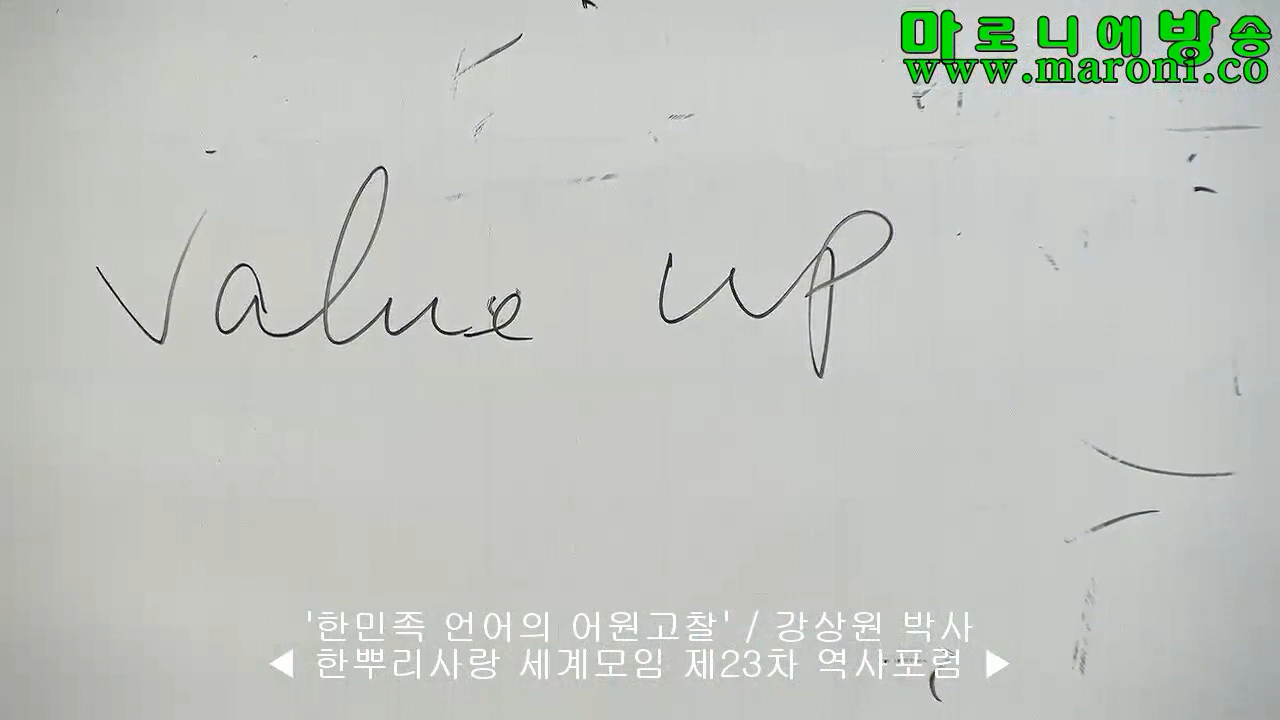 마로니에방송
www.maroni.co
value up
'한민족 언어의 어원고찰' / 강상원 박사
◀ 한뿌리사랑 세계모임 제23차 역사포럼 ▶